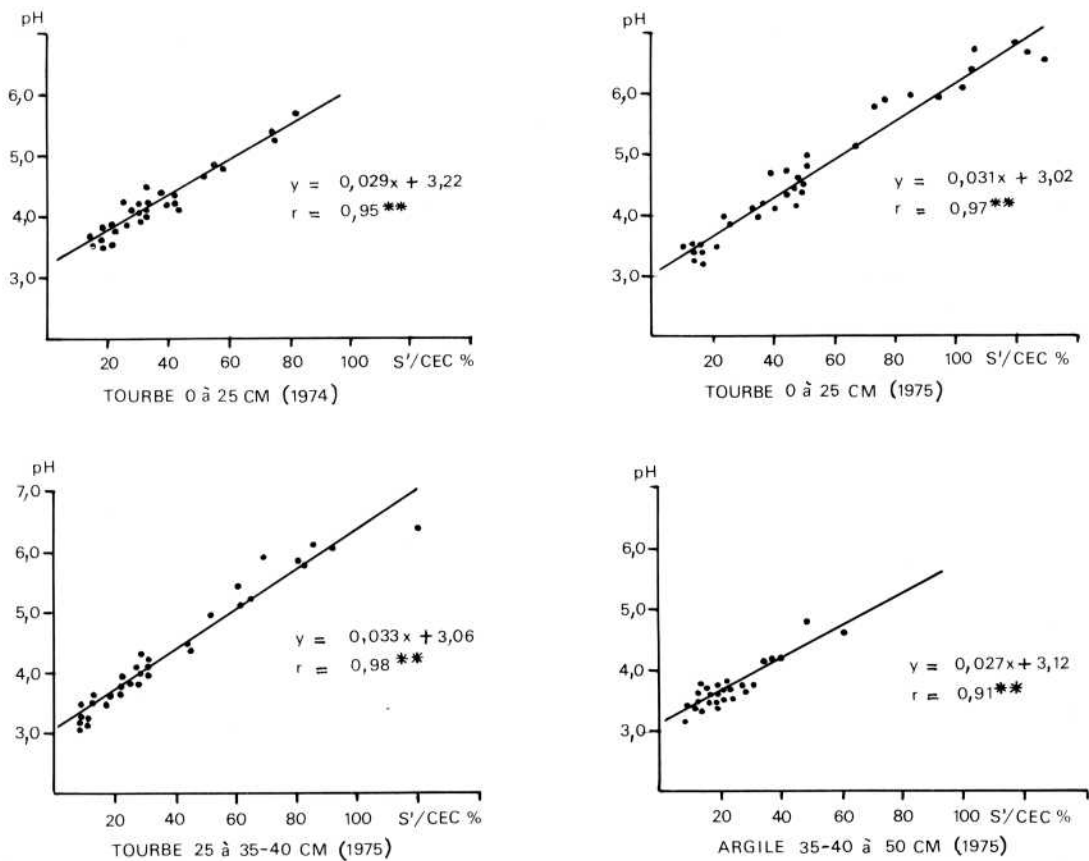 pH
6,0
5,0
4,0
3,0
y = 0,029x + 3,22
r = 0,95**
20 40 60 80 100 S'/CEC %
TOURBE 0 à 25 CM (1974)
pH
6,0
5,0
4,0
3,0
y = 0,031x + 3,02
r = 0,97**
20 40 60 80 100 S'/CEC %
TOURBE 0 à 25 CM (1975)
pH
7,0
6,0
5,0
4,0
3,0
y = 0,033x + 3,06
r = 0,98**
20 40 60 80 100 S'/CEC %
TOURBE 25 à 35-40 CM (1975)
pH
6,0
5,0
4,0
3,0
y = 0,027x + 3,12
r = 0,91**
20 40 60 80 100 S'/CEC %
ARGILE 35-40 à 50 CM (1975)